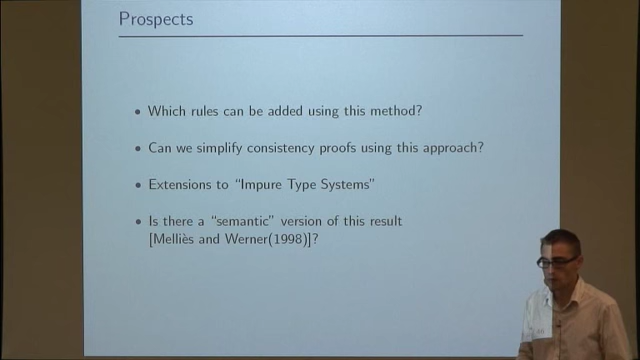 Prospects
• Which rules can be added using this method?
• Can we simplify consistency proofs using this approach?
• Extensions to “Impure Type Systems”
• Is there a “semantic” version of this result
[Melliès and Werner(1998)]?